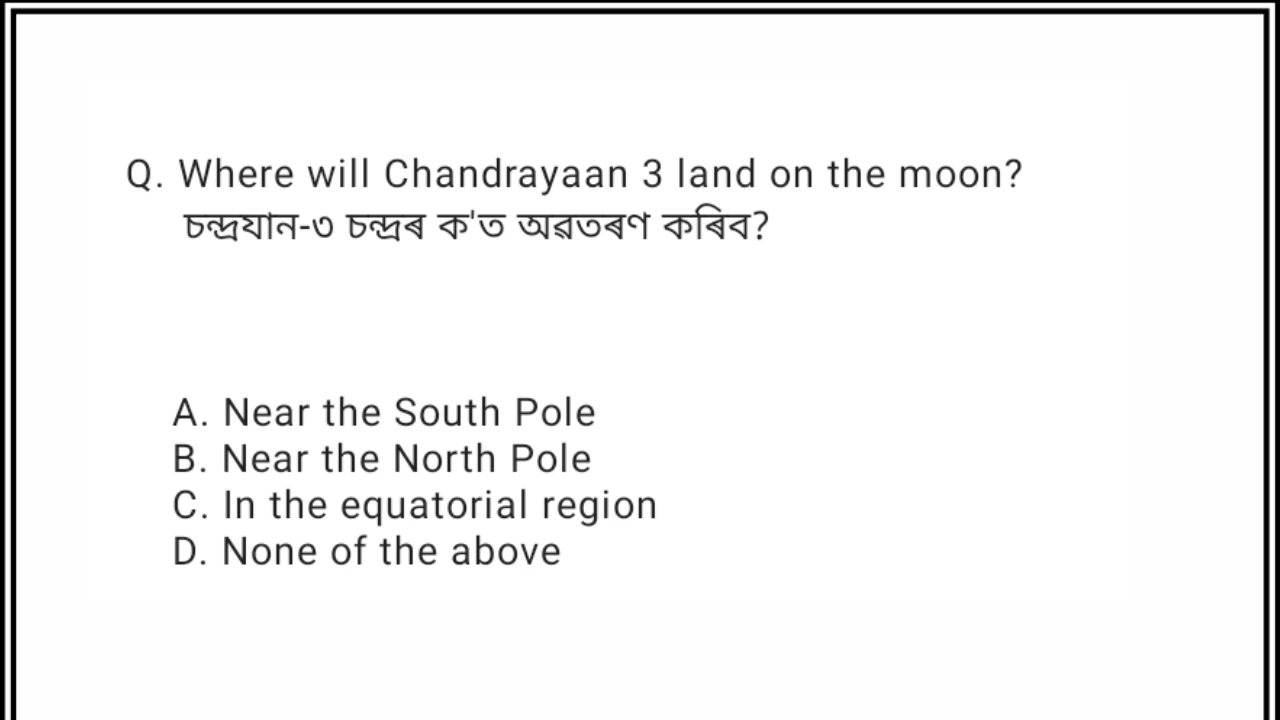 Q. Where will Chandrayaan 3 land on the moon?
চন্দ্ৰযান-৩ চন্দ্ৰৰ ক'ত অৱতৰণ কৰিব?
A. Near the South Pole
B. Near the North Pole
C. In the equatorial region
D. None of the above